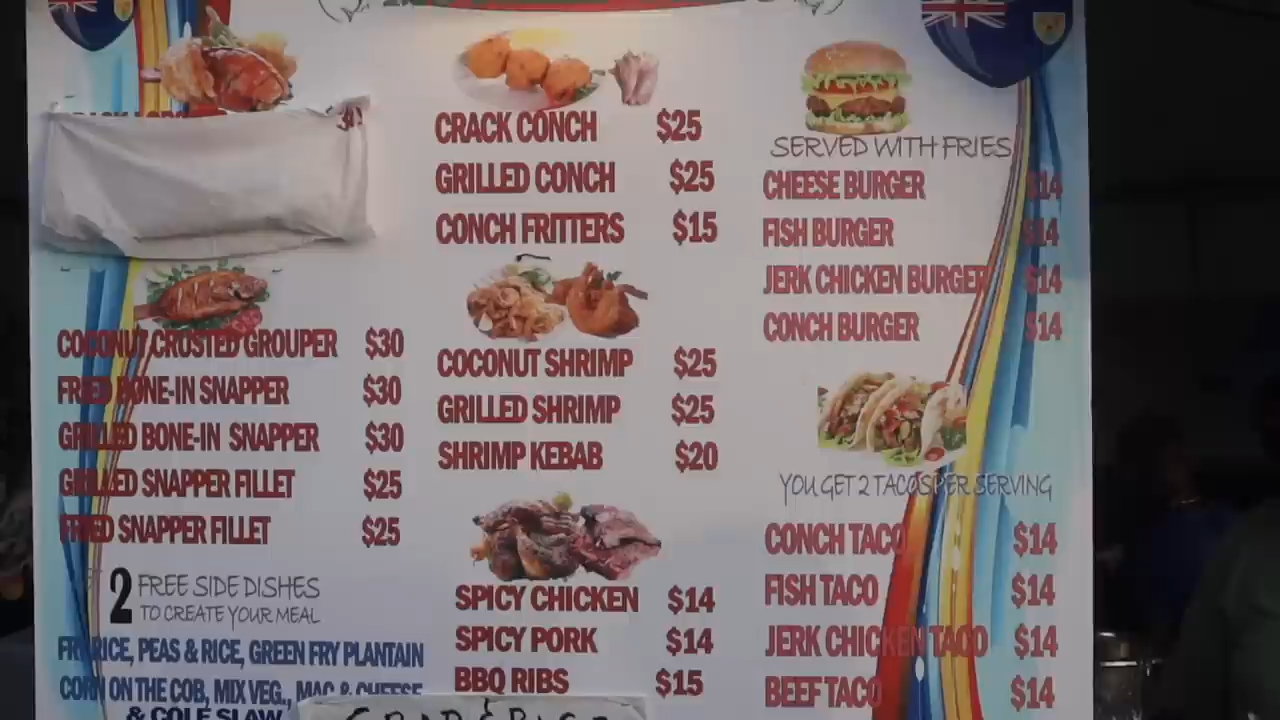 CRACK CONCH $25
GRILLED CONCH $25
CONCH FRITTERS $15
COCONUT CRUSTED GROUPER $30
FRIED BONE-IN SNAPPER $30
GRILLED BONE-IN SNAPPER $30
GRILLED SNAPPER FILLET $25
FRIED SNAPPER FILLET $25
2 FREE SIDE DISHES
TO CREATE YOUR MEAL
RICE, PEAS & RICE, GREEN FRY PLANTAIN
CORN ON THE COB, MIX VEG., MAC & CHEESE
& COLE SLAW
COCONUT SHRIMP $25
GRILLED SHRIMP $25
SHRIMP KEBAB $20
SPICY CHICKEN $14
SPICY PORK $14
BBQ RIBS $15
SERVED WITH FRIES
CHEESE BURGER $14
FISH BURGER $14
JERK CHICKEN BURGER $14
CONCH BURGER $14
YOU GET 2 TACOS PER SERVING
CONCH TACO $14
FISH TACO $14
JERK CHICKEN TACO $14
BEEF TACO $14